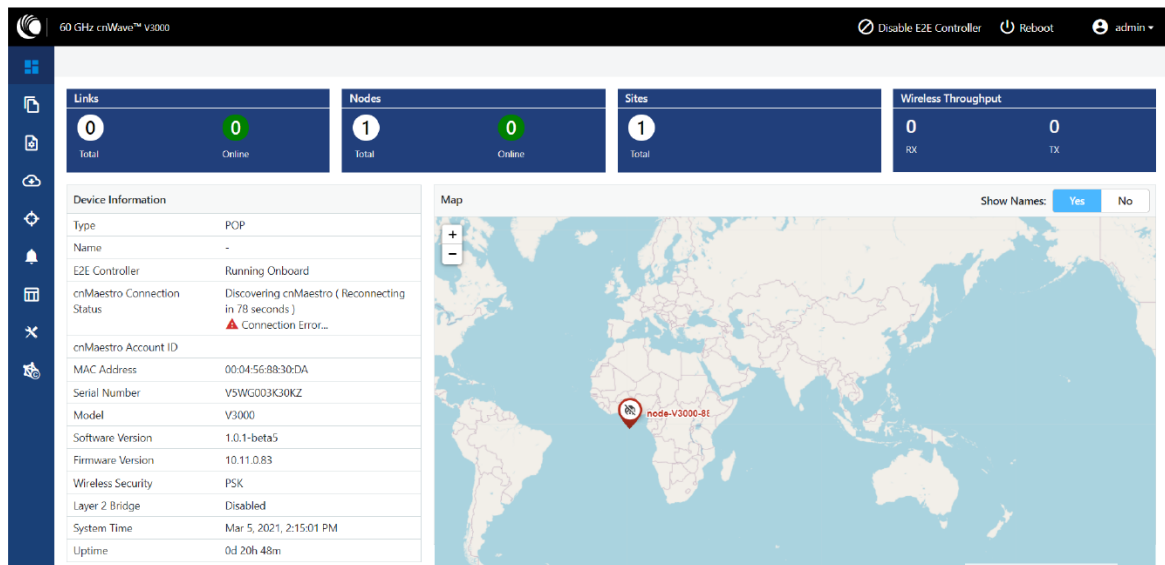 60 GHz cnWave™ V3000
Disable E2E Controller
Reboot
admin
Links
Nodes
Sites
Wireless Throughput
0
0
1
0
1
0
0
Total
Online
Total
Online
Total
RX
TX
Device Information
Map
Show Names:
Yes
No
Type POP
Name -
E2E Controller Running Onboard
cnMaestro Connection Status
Discovering cnMaestro ( Reconnecting
in 78 seconds )
Connection Error...
cnMaestro Account ID
MAC Address 00:04:56:88:30:DA
Serial Number V5WG003K30KZ
Model V3000
Software Version 1.0.1-beta5
Firmware Version 10.11.0.83
Wireless Security PSK
Layer 2 Bridge Disabled
System Time Mar 5, 2021, 2:15:01 PM
Uptime 0d 20h 48m
+
−
node-V3000-88